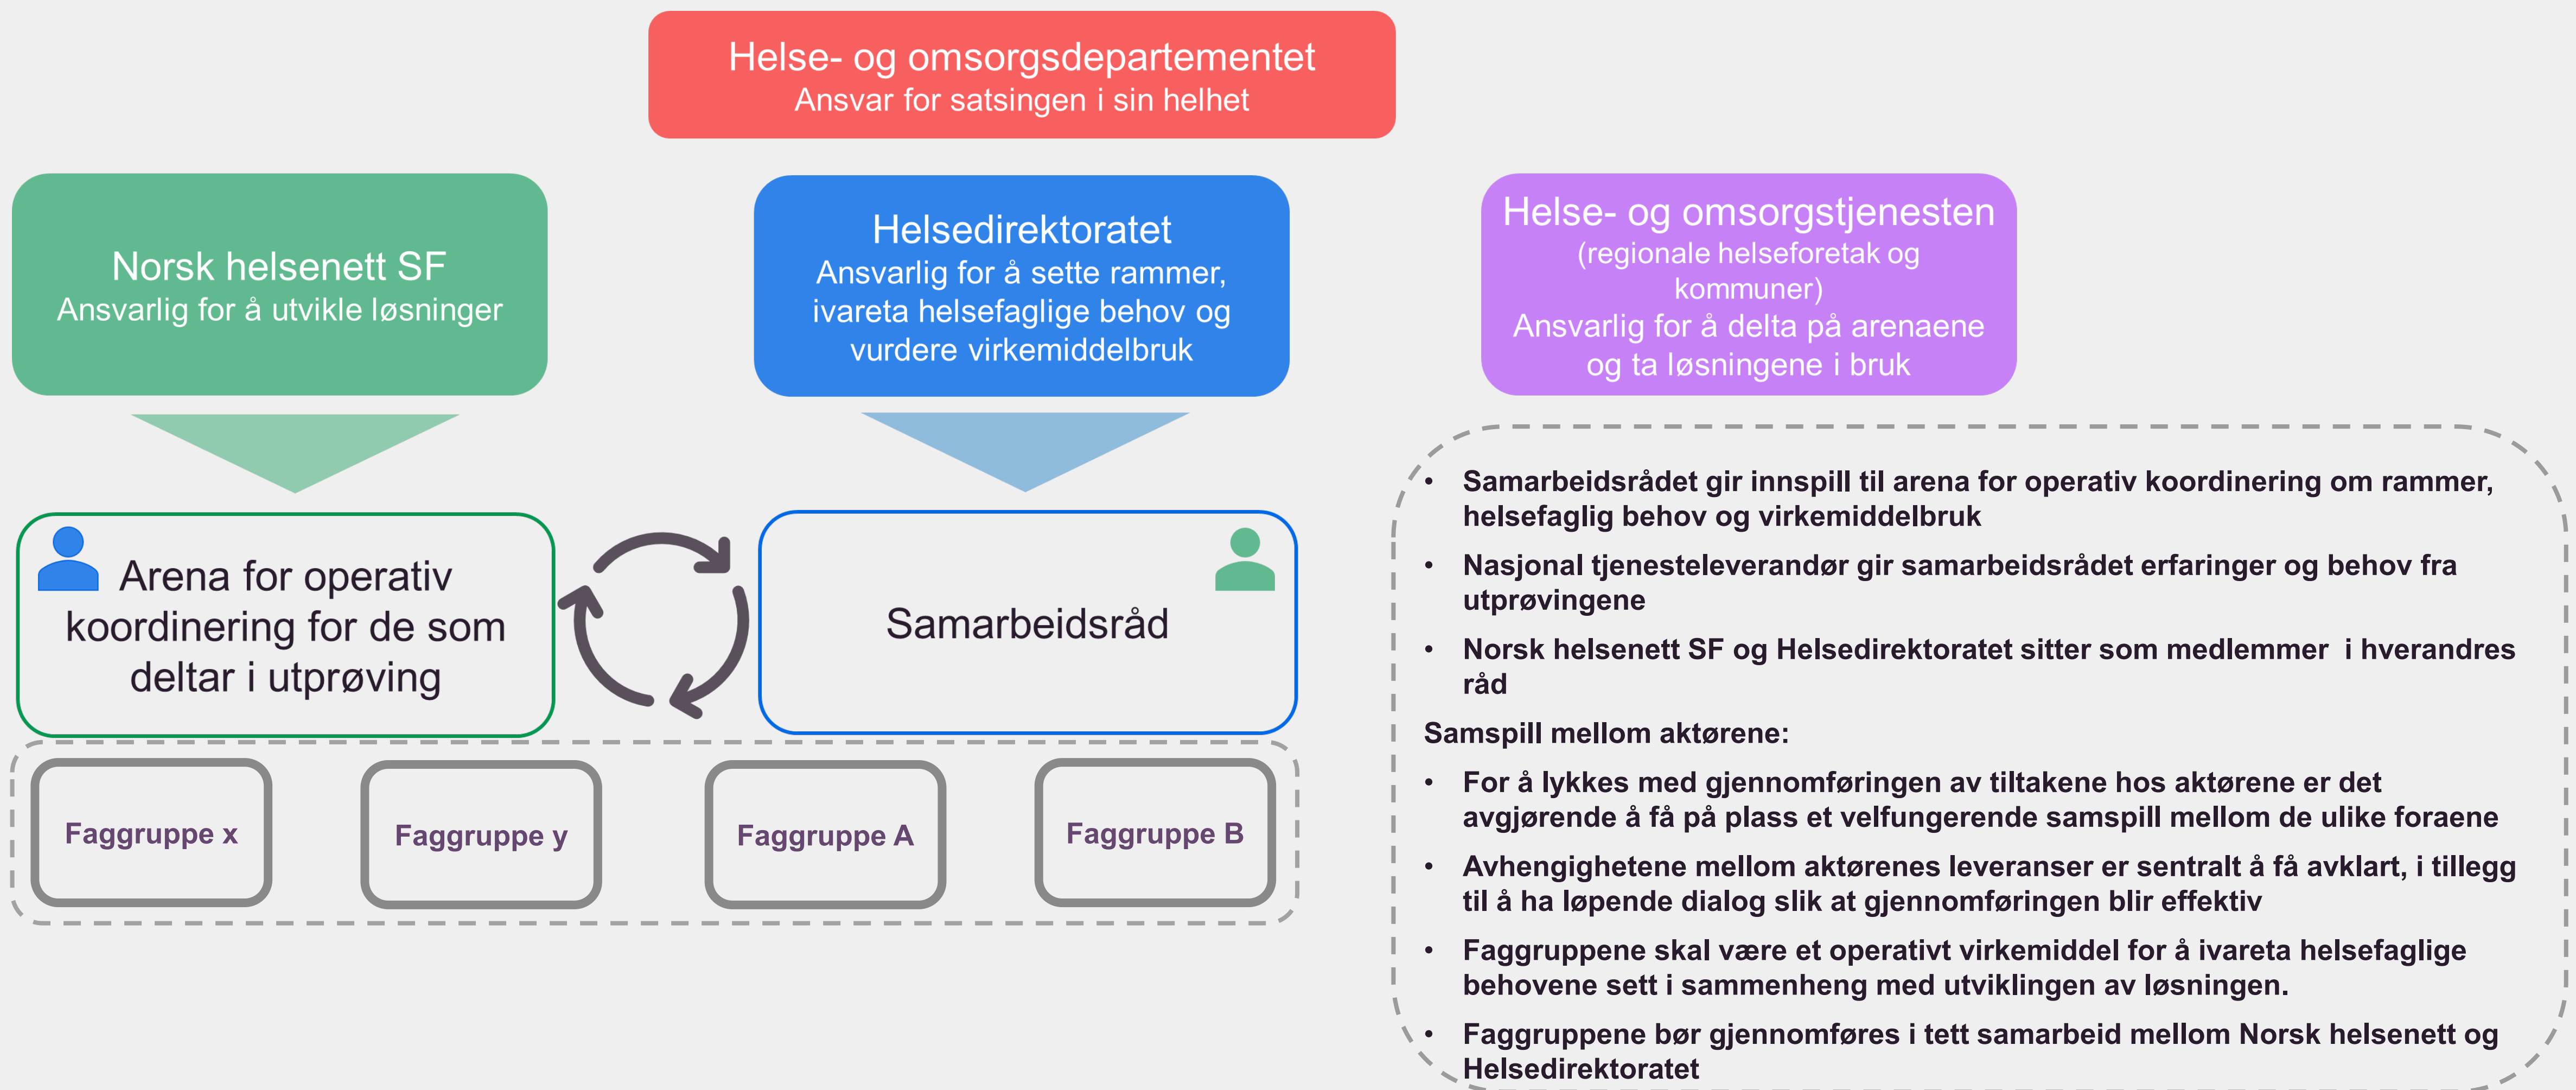 Helse- og omsorgsdepartementet
Ansvar for satsingen i sin helhet
Norsk helsenett SF
Ansvarlig for å utvikle løsninger
Helsedirektoratet
Ansvarlig for å sette rammer,
ivareta helsefaglige behov og
vurdere virkemiddelbruk
Helse- og omsorgstjenesten
(regionale helseforetak og
kommuner)
Ansvarlig for å delta på arenaene
og ta løsningene i bruk
Arena for operativ
koordinering for de som
deltar i utprøving
Samarbeidsråd
Faggruppe x
Faggruppe y
Faggruppe A
Faggruppe B
• Samarbeidsrådet gir innspill til arena for operativ koordinering om rammer,
helsefaglig behov og virkemiddelbruk
• Nasjonal tjenesteleverandør gir samarbeidsrådet erfaringer og behov fra
utprøvingene
• Norsk helsenett SF og Helsedirektoratet sitter som medlemmer  i hverandres
råd
Samspill mellom aktørene:
• For å lykkes med gjennomføringen av tiltakene hos aktørene er det
avgjørende å få på plass et velfungerende samspill mellom de ulike foraene
• Avhengighetene mellom aktørenes leveranser er sentralt å få avklart, i tillegg
til å ha løpende dialog slik at gjennomføringen blir effektiv
• Faggruppene skal være et operativt virkemiddel for å ivareta helsefaglige
behovene sett i sammenheng med utviklingen av løsningen.
• Faggruppene bør gjennomføres i tett samarbeid mellom Norsk helsenett og
Helsedirektoratet